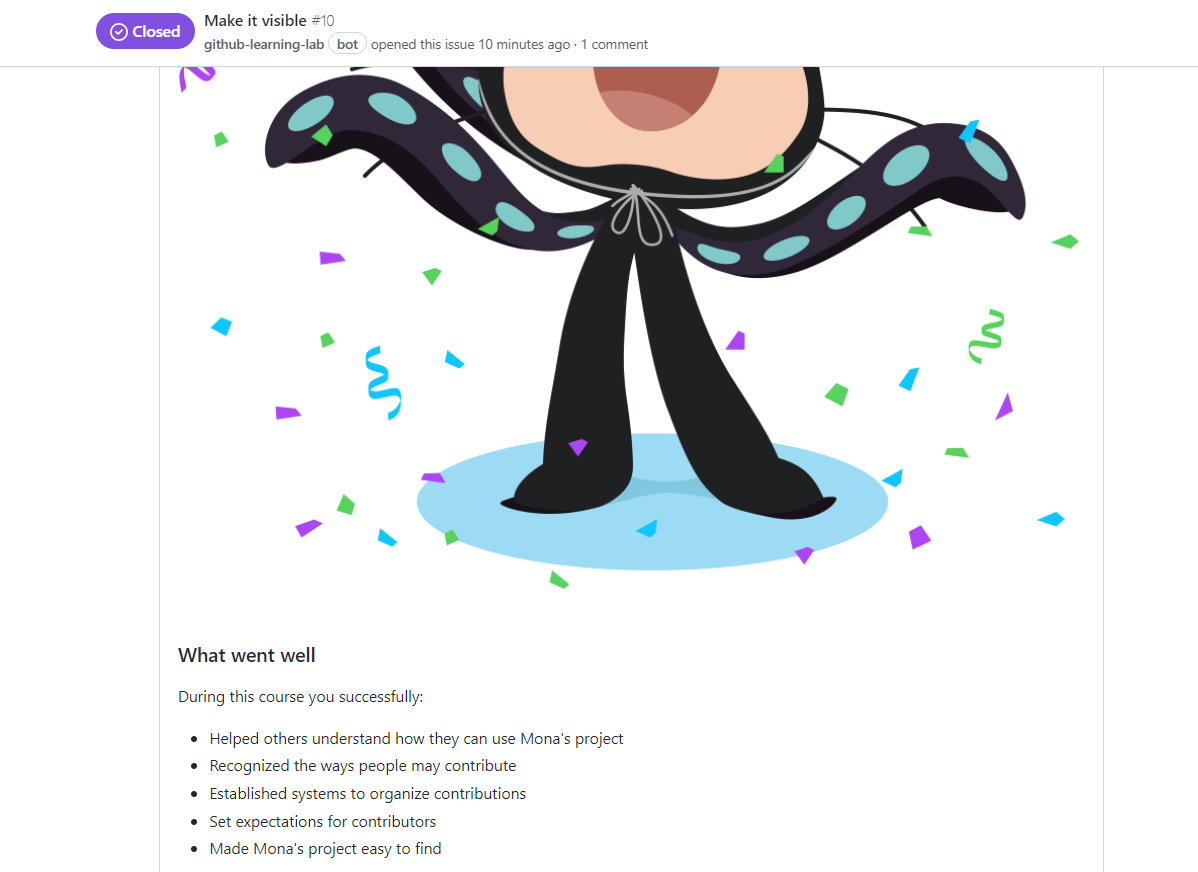 Closed
Make it visible #10
github-learning-lab bot opened this issue 10 minutes ago · 1 comment
What went well
During this course you successfully:
• Helped others understand how they can use Mona's project
• Recognized the ways people may contribute
• Established systems to organize contributions
• Set expectations for contributors
• Made Mona's project easy to find